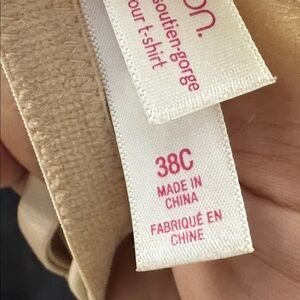 on.
soutien-gorge
our t-shirt
38C
MADE IN
CHINA
FABRIQUÉ EN
CHINE